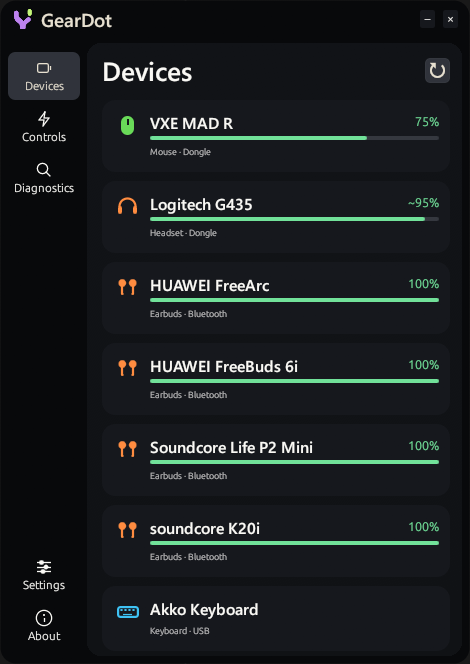 GearDot
Devices
Controls
Diagnostics
Settings
About
Devices
VXE MAD R
75%
Mouse · Dongle
Logitech G435
~95%
Headset · Dongle
HUAWEI FreeArc
100%
Earbuds · Bluetooth
HUAWEI FreeBuds 6i
100%
Earbuds · Bluetooth
Soundcore Life P2 Mini
100%
Earbuds · Bluetooth
soundcore K20i
100%
Earbuds · Bluetooth
Akko Keyboard
Keyboard · USB